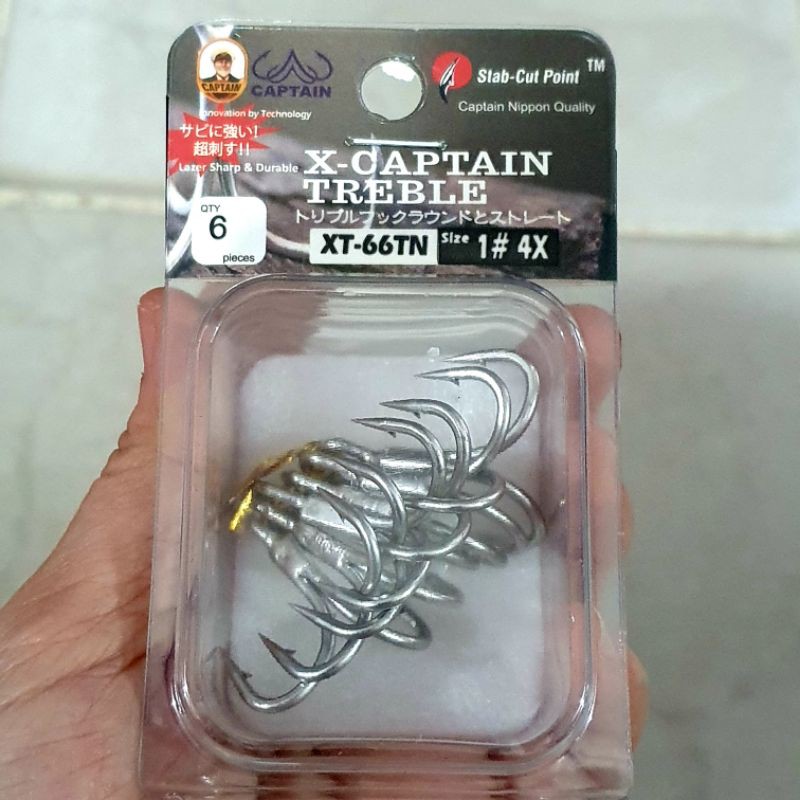 CAPTAIN
CAPTAIN
Innovation by Technology
Stab-Cut Point™
Captain Nippon Quality
サビに強い!
超刺す!!
Lazer Sharp & Durable
X-CAPTAIN
TREBLE
トリプルフックラウンドとストレート
QTY
6
pieces
XT-66TN
Size 1# 4X